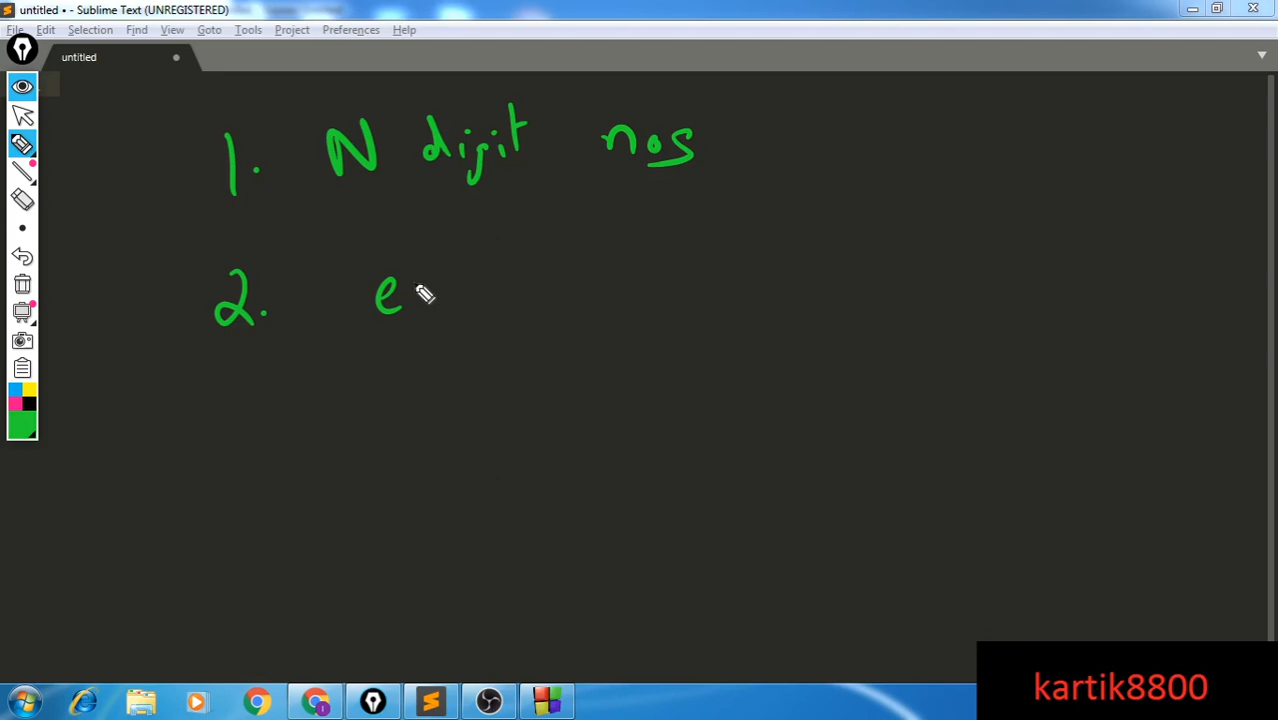 untitled • - Sublime Text (UNREGISTERED)
File Edit Selection Find View Goto Tools Project Preferences Help
untitled
1. N digit nos
2. e
kartik8800